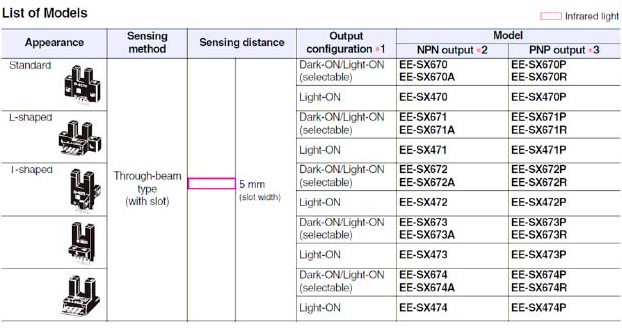 List of Models
Infrared light
Appearance Sensing method Sensing distance Output configuration *1 Model
NPN output *2 PNP output *3
Standard Dark-ON/Light-ON (selectable) EE-SX670 EE-SX670A EE-SX670P EE-SX670R
Light-ON EE-SX470 EE-SX470P
L-shaped Dark-ON/Light-ON (selectable) EE-SX671 EE-SX671A EE-SX671P EE-SX671R
Light-ON EE-SX471 EE-SX471P
T-shaped Dark-ON/Light-ON (selectable) EE-SX672 EE-SX672A EE-SX672P EE-SX672R
Through-beam type (with slot) 5 mm (slot width)
Light-ON EE-SX472 EE-SX472P
Dark-ON/Light-ON (selectable) EE-SX673 EE-SX673A EE-SX673P EE-SX673R
Light-ON EE-SX473 EE-SX473P
Dark-ON/Light-ON (selectable) EE-SX674 EE-SX674A EE-SX674P EE-SX674R
Light-ON EE-SX474 EE-SX474P